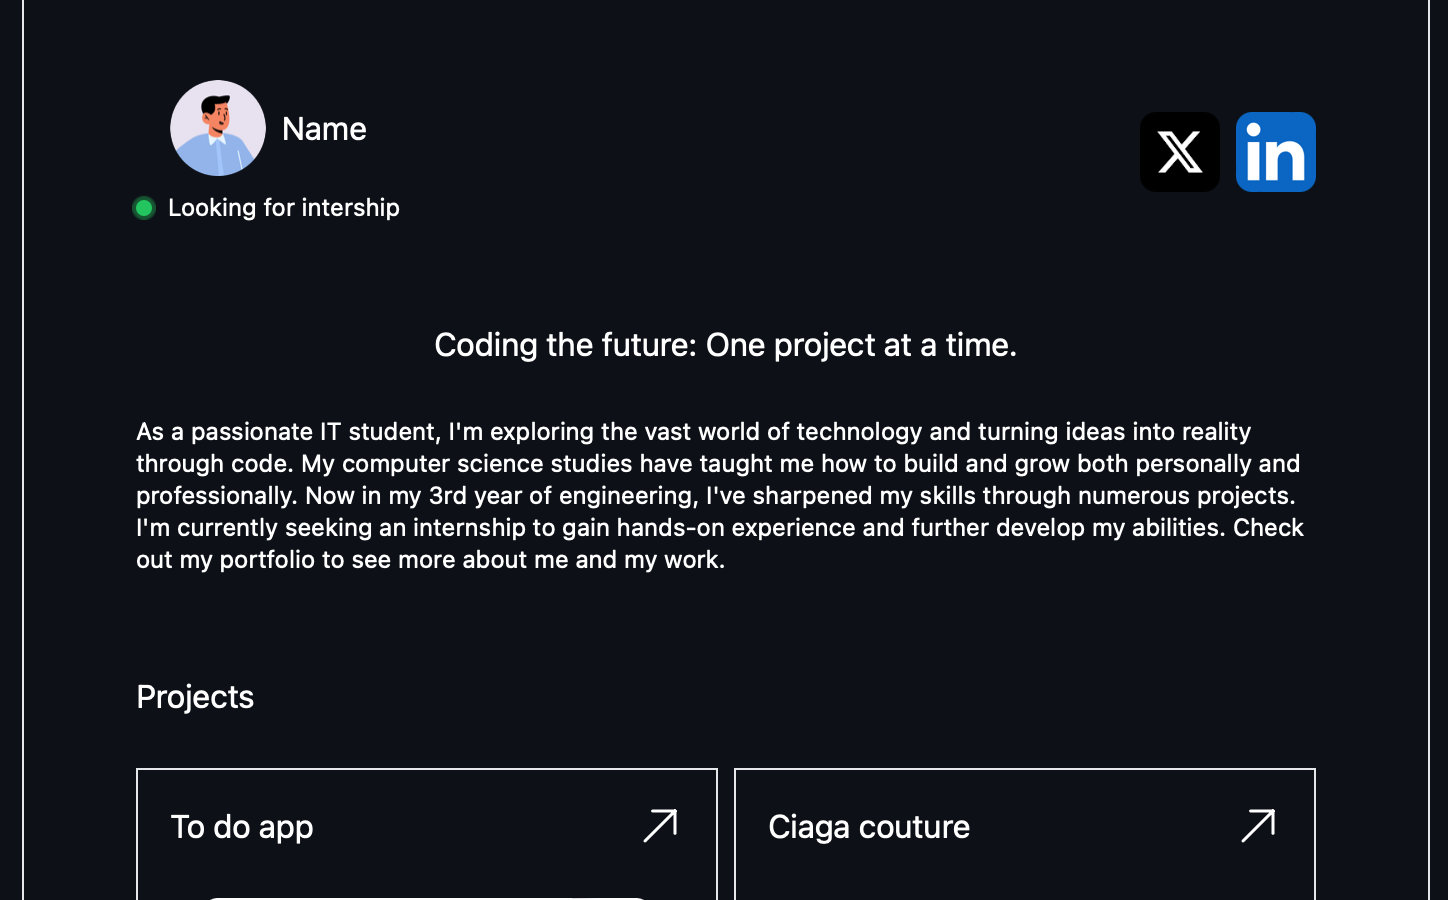 Name
Looking for intership
Coding the future: One project at a time.
As a passionate IT student, I'm exploring the vast world of technology and turning ideas into reality
through code. My computer science studies have taught me how to build and grow both personally and
professionally. Now in my 3rd year of engineering, I've sharpened my skills through numerous projects.
I'm currently seeking an internship to gain hands-on experience and further develop my abilities. Check
out my portfolio to see more about me and my work.
Projects
To do app
Ciaga couture